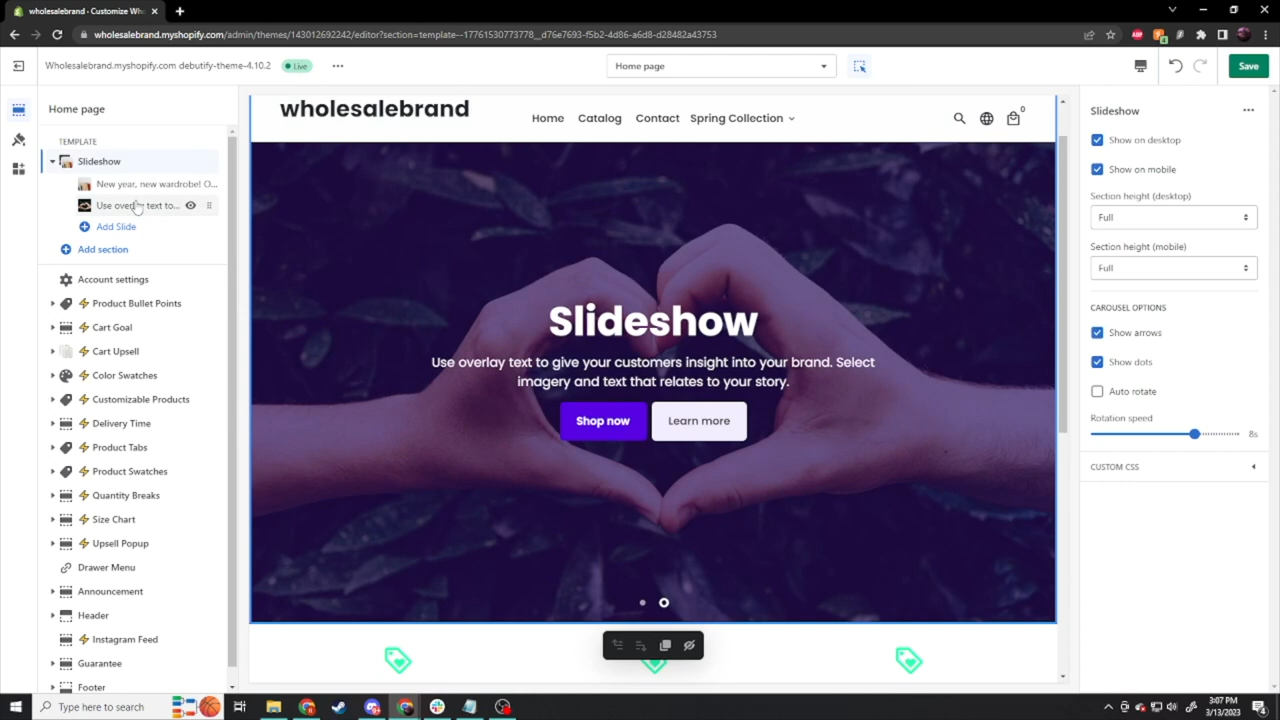 wholesalebrand - Customize Who
wholesalebrand.myshopify.com/admin/themes/143012692242/editor?section=template--17761530773778__d76e7693-f5b2-4d86-a6d8-d28482a43753
Wholesalebrand.myshopify.com debutify-theme-4.10.2
Live
Home page
Save
Home page
TEMPLATE
Slideshow
New year, new wardrobe! O...
Use overlay text to...
Add Slide
Add section
Account settings
Product Bullet Points
Cart Goal
Cart Upsell
Color Swatches
Customizable Products
Delivery Time
Product Tabs
Product Swatches
Quantity Breaks
Size Chart
Upsell Popup
Drawer Menu
Announcement
Header
Instagram Feed
Guarantee
Footer
wholesalebrand
Home
Catalog
Contact
Spring Collection
0
Slideshow
Use overlay text to give your customers insight into your brand. Select
imagery and text that relates to your story.
Shop now
Learn more
Slideshow
Show on desktop
Show on mobile
Section height (desktop)
Full
Section height (mobile)
Full
CAROUSEL OPTIONS
Show arrows
Show dots
Auto rotate
Rotation speed
8s
CUSTOM CSS
Type here to search
3:07 PM
3/13/2023